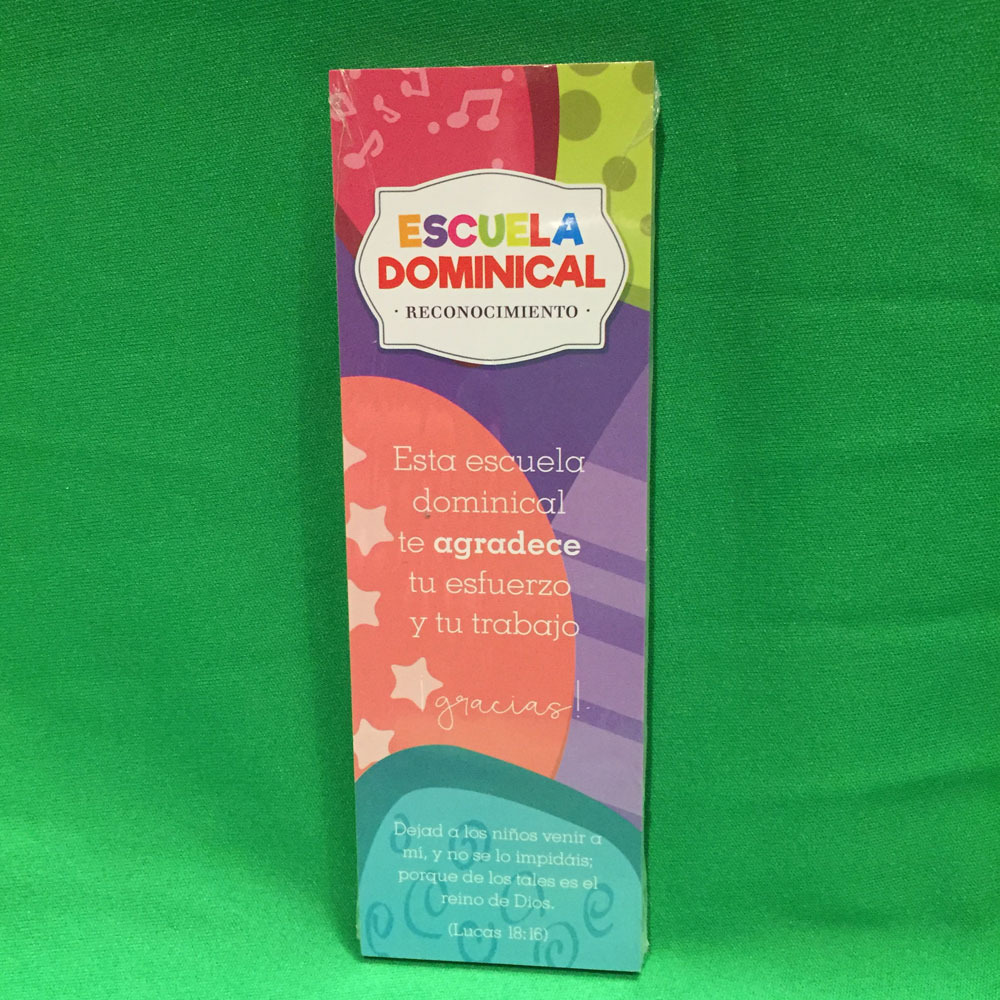 ESCUELA
DOMINICAL
· RECONOCIMIENTO ·
Esta escuela
dominical
te agradece
tu esfuerzo
y tu trabajo
¡gracias!
Dejad a los niños venir a
mí, y no se lo impidáis;
porque de los tales es el
reino de Dios.
(Lucas 18:16)